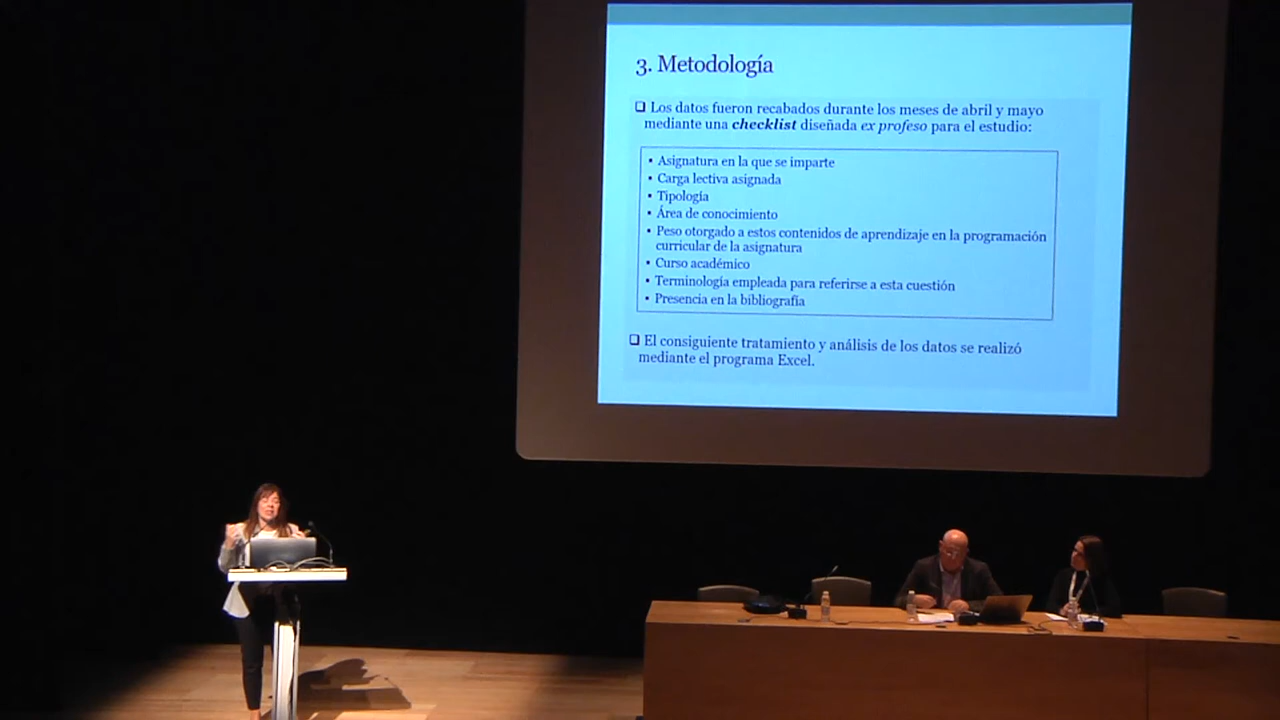 3. Metodología
❑ Los datos fueron recabados durante los meses de abril y mayo
mediante una checklist diseñada ex profeso para el estudio:
• Asignatura en la que se imparte
• Carga lectiva asignada
• Tipología
• Área de conocimiento
• Peso otorgado a estos contenidos de aprendizaje en la programación
curricular de la asignatura
• Curso académico
• Terminología empleada para referirse a esta cuestión
• Presencia en la bibliografía
❑ El consiguiente tratamiento y análisis de los datos se realizó
mediante el programa Excel.